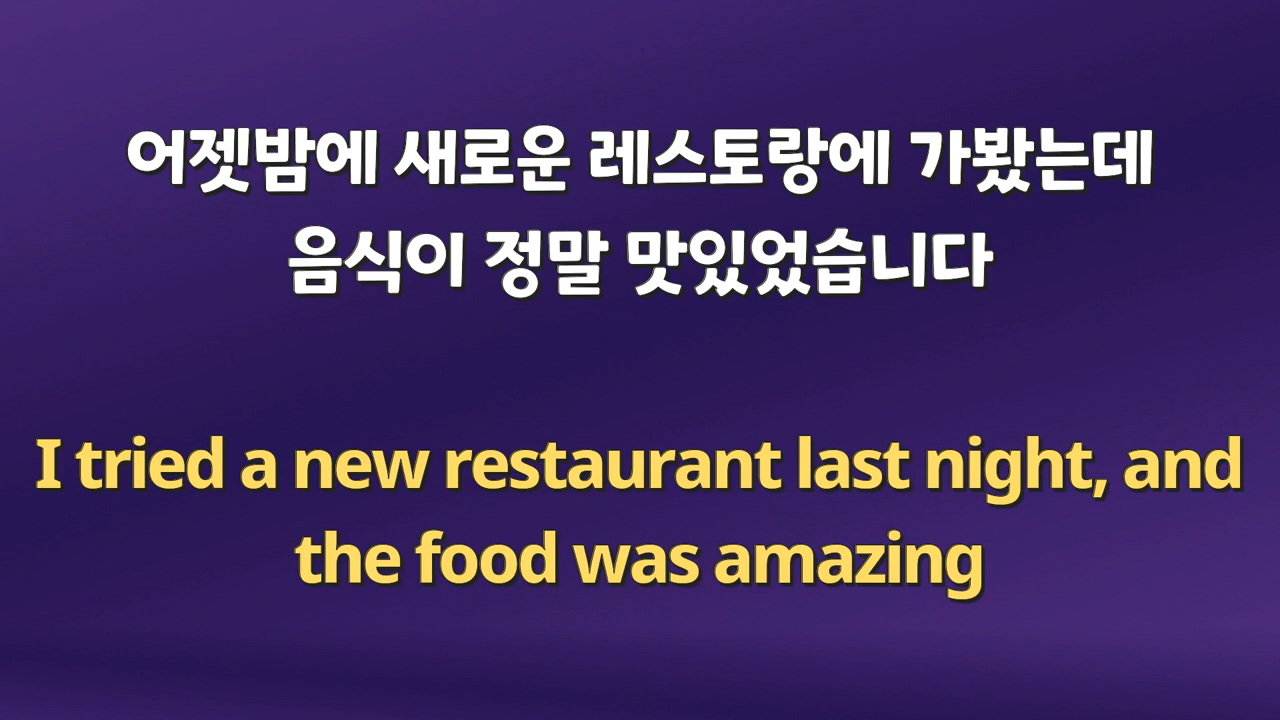 어젯밤에 새로운 레스토랑에 가봤는데
음식이 정말 맛있었습니다
I tried a new restaurant last night, and
the food was amazing